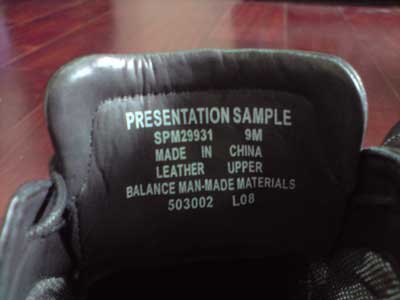 PRESENTATION SAMPLE
SPM29931 9M
MADE IN CHINA
LEATHER UPPER
BALANCE MAN-MADE MATERIALS
503002 L08